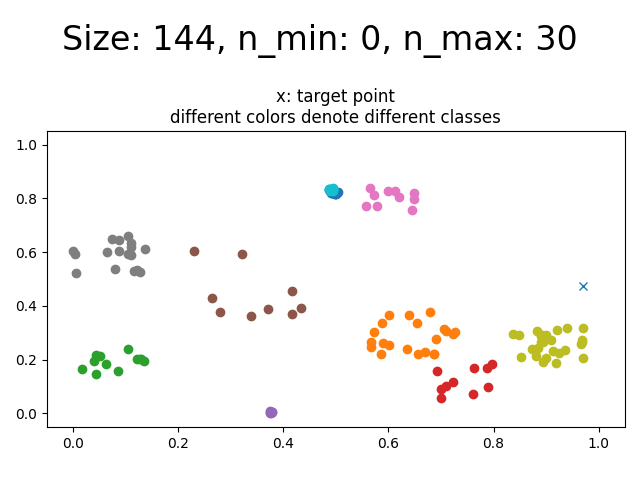 Size: 144, n_min: 0, n_max: 30
x: target point
different colors denote different classes
1.0
0.8
0.6
0.4
0.2
0.0
0.0 0.2 0.4 0.6 0.8 1.0